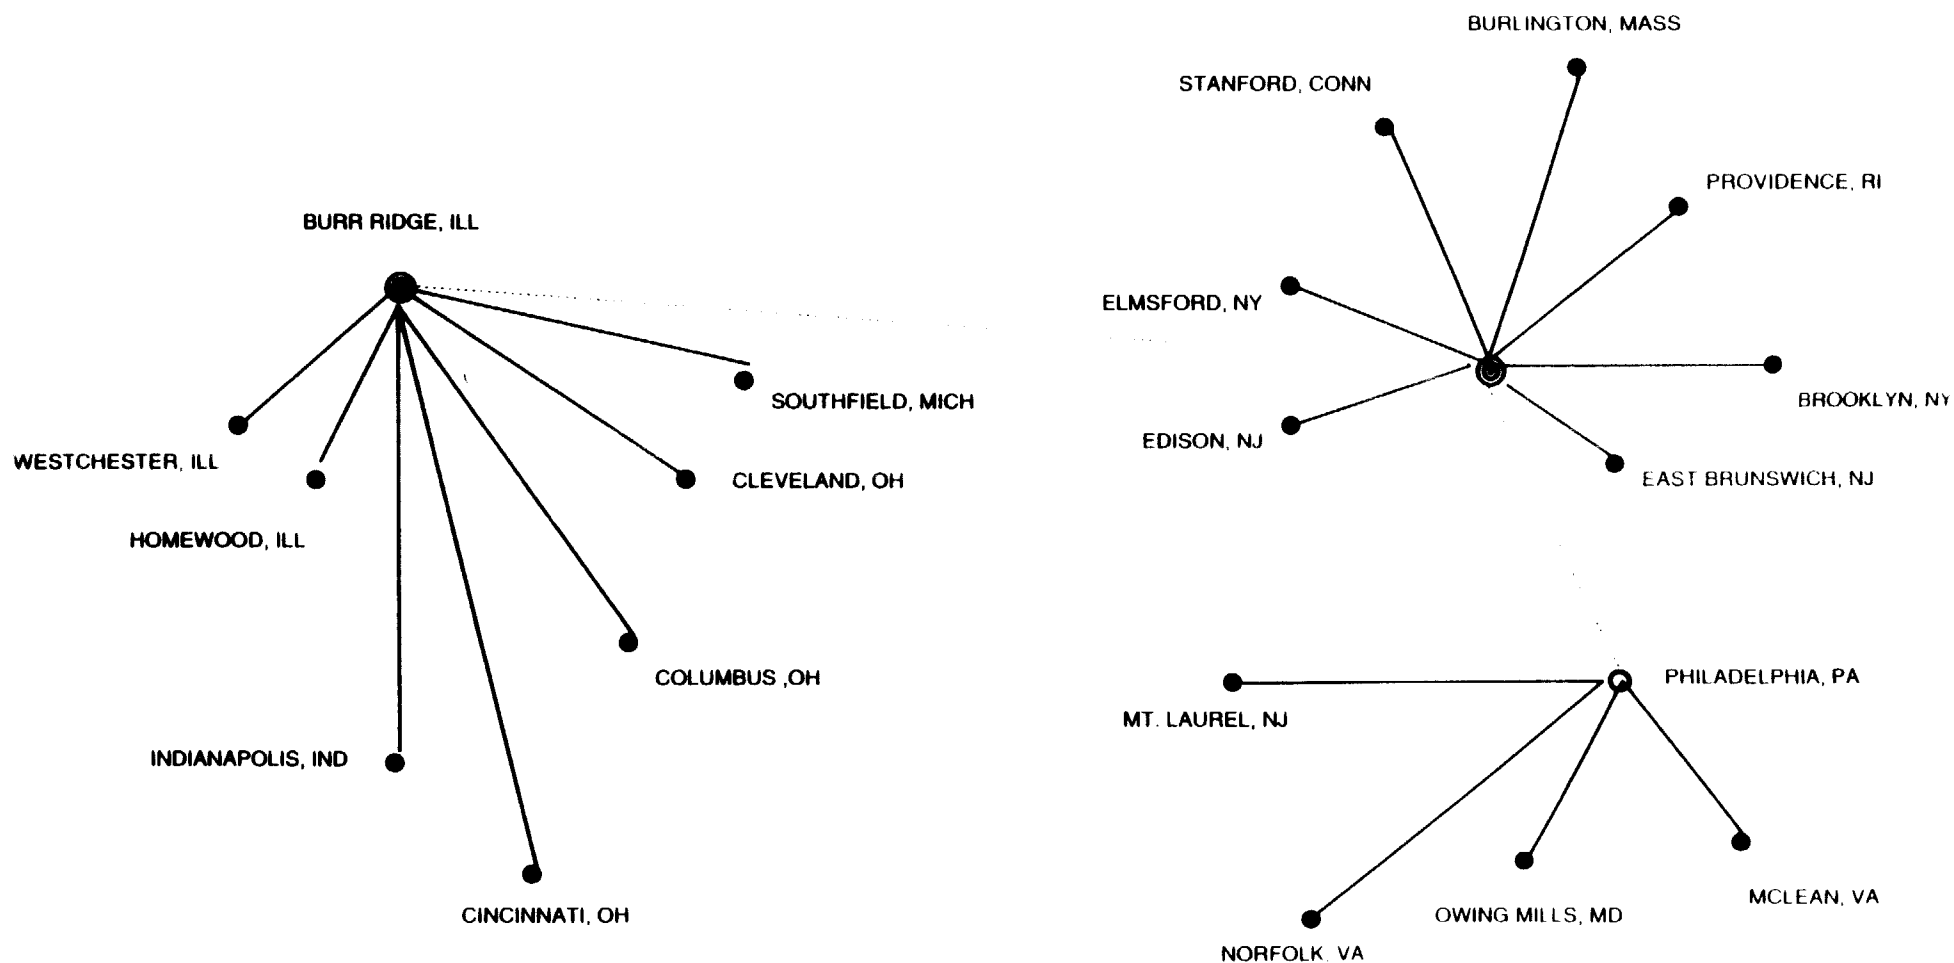 BURLINGTON, MASS
STANFORD, CONN
PROVIDENCE, RI
BURR RIDGE, ILL
ELMSFORD, NY
BROOKLYN, NY
SOUTHFIELD, MICH
EDISON, NJ
WESTCHESTER, ILL
CLEVELAND, OH
EAST BRUNSWICH, NJ
HOMEWOOD, ILL
COLUMBUS ,OH
PHILADELPHIA, PA
MT. LAUREL, NJ
INDIANAPOLIS, IND
MCLEAN, VA
CINCINNATI, OH
OWING MILLS, MD
NORFOLK, VA